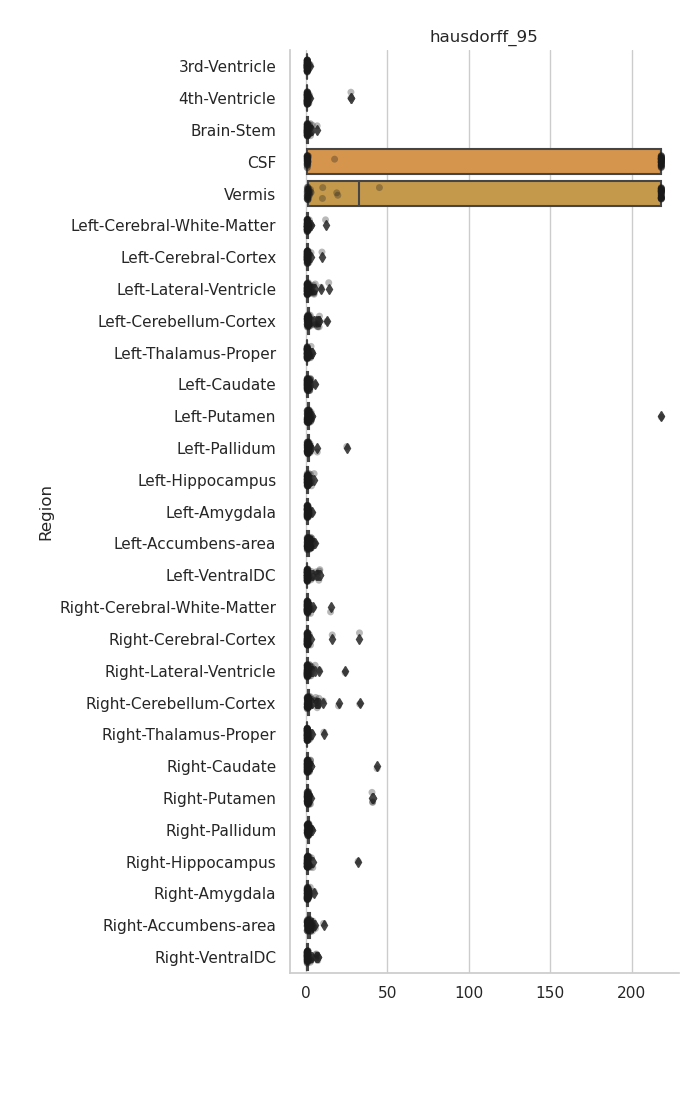 hausdorff_95
3rd-Ventricle
4th-Ventricle
Brain-Stem
CSF
Vermis
Left-Cerebral-White-Matter
Left-Cerebral-Cortex
Left-Lateral-Ventricle
Left-Cerebellum-Cortex
Left-Thalamus-Proper
Left-Caudate
Left-Putamen
Left-Pallidum
Left-Hippocampus
Left-Amygdala
Left-Accumbens-area
Left-VentralDC
Right-Cerebral-White-Matter
Right-Cerebral-Cortex
Right-Lateral-Ventricle
Right-Cerebellum-Cortex
Right-Thalamus-Proper
Right-Caudate
Right-Putamen
Right-Pallidum
Right-Hippocampus
Right-Amygdala
Right-Accumbens-area
Right-VentralDC
Region
0 50 100 150 200